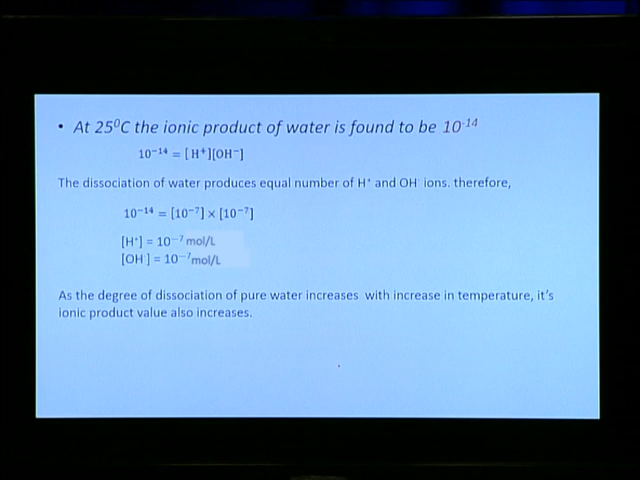 • At 25⁰C the ionic product of water is found to be 10⁻¹⁴
10⁻¹⁴ = [H⁺][OH⁻]
The dissociation of water produces equal number of H⁺ and OH⁻ ions. therefore,
10⁻¹⁴ = [10⁻⁷] × [10⁻⁷]
[H⁺] = 10⁻⁷ mol/L
[OH⁻] = 10⁻⁷mol/L
As the degree of dissociation of pure water increases with increase in temperature, it's
ionic product value also increases.